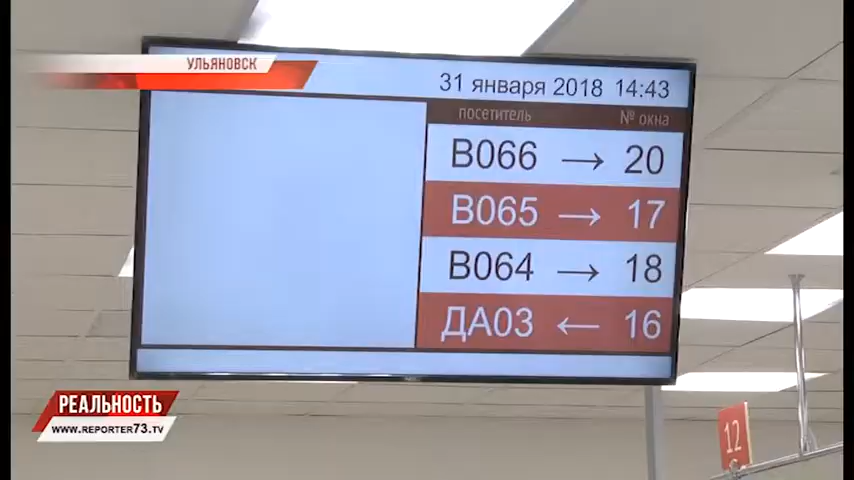 УЛЬЯНОВСК
31 января 2018 14:43
посетитель № окна
В066 → 20
В065 → 17
В064 → 18
ДА03 ← 16
12
РЕАЛЬНОСТЬ
WWW.REPORTER73.TV